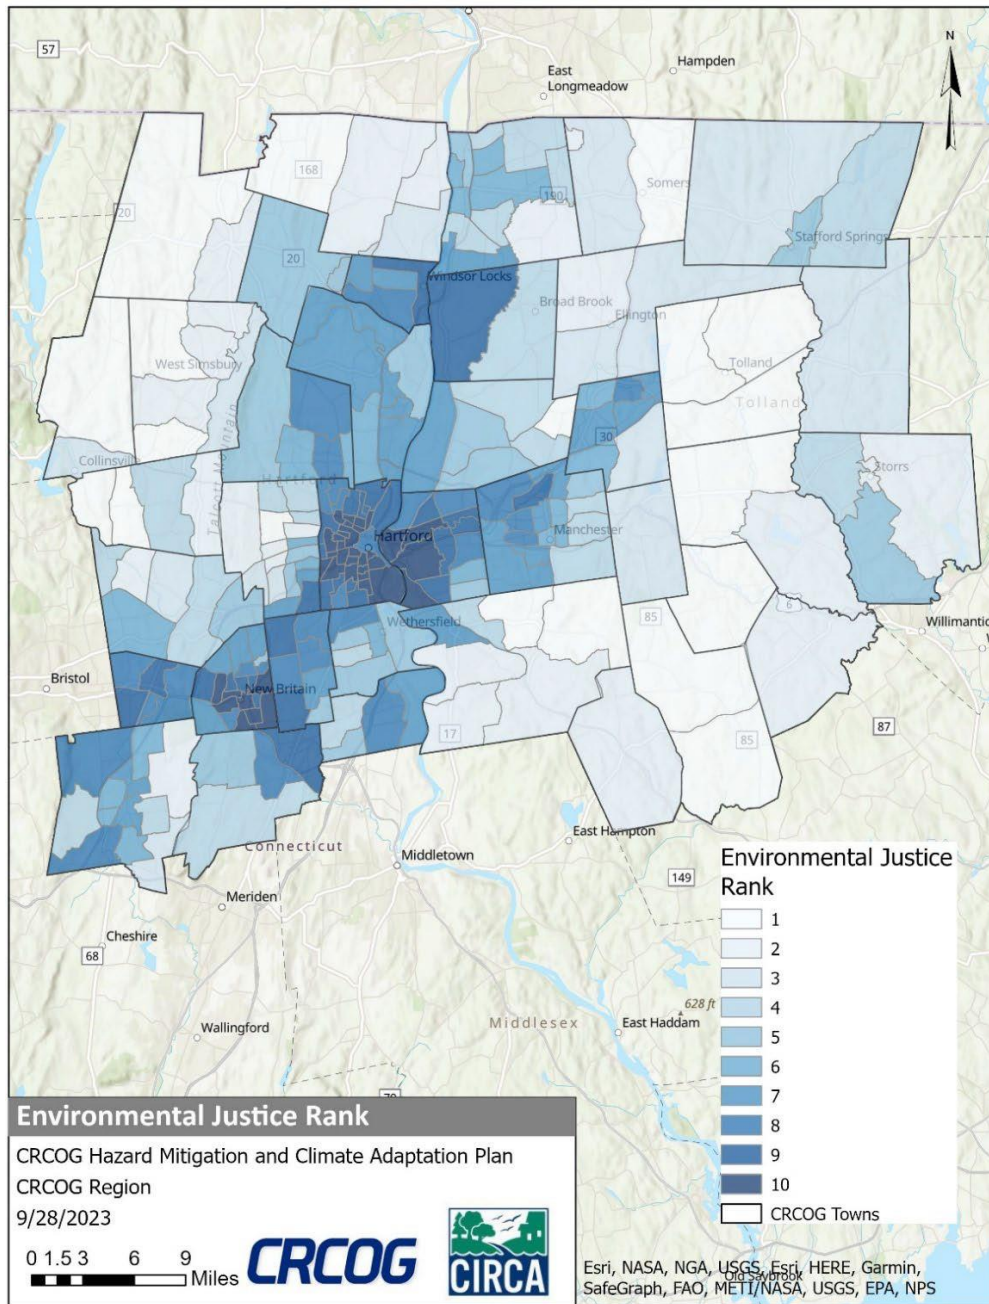 57
Hampden
East
Longmeadow
N
168
Somers
190
20
Stafford Springs
20
Windsor Locks
Broad Brook
Ellington
West Simsbury
Tolland
Tolland
30
Collinsville
Talcott Mountain
Hartford
Storrs
Hartford
Manchester
Wethersfield
85
6
Willimantic
Bristol
New Britain
17
85
87
East Hampton
Connecticut
Middletown
149
Meriden
Cheshire
68
628 ft
Wallingford
Middlesex
East Haddam
Environmental Justice
Rank
1
2
3
4
5
6
7
8
9
10
CRCOG Towns
Environmental Justice Rank
CRCOG Hazard Mitigation and Climate Adaptation Plan
CRCOG Region
9/28/2023
0 1.5 3 6 9
Miles
CRCOG
CIRCA
Old Saybrook
Esri, NASA, NGA, USGS, Esri, HERE, Garmin,
SafeGraph, FAO, METI/NASA, USGS, EPA, NPS